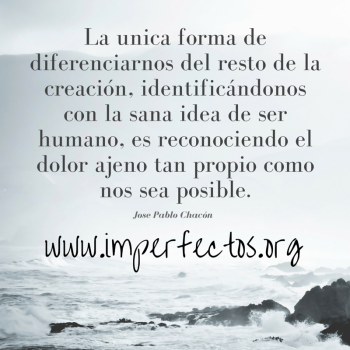 La unica forma de
diferenciarnos del resto de la
creación, identificándonos
con la sana idea de ser
humano, es reconociendo el
dolor ajeno tan propio como
nos sea posible.
Jose Pablo Chacón
www.imperfectos.org